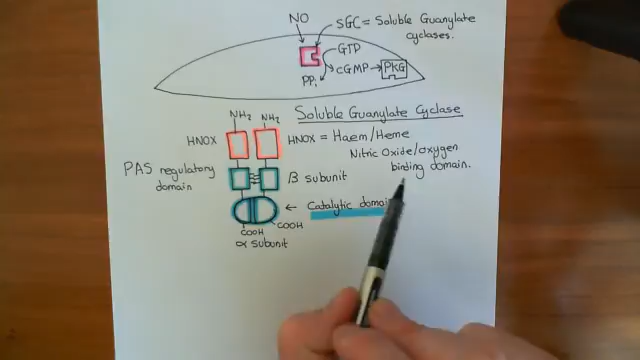 NO
SGC = Soluble Guanylate
cyclases.
GTP
cGMP → PKG
PPi
Soluble Guanylate Cyclase
NH₂ NH₂
HNOX
HNOX = Haem/Heme
Nitric Oxide/oxygen
binding domain.
PAS regulatory
domain
β subunit
← Catalytic domain
COOH
COOH
α subunit